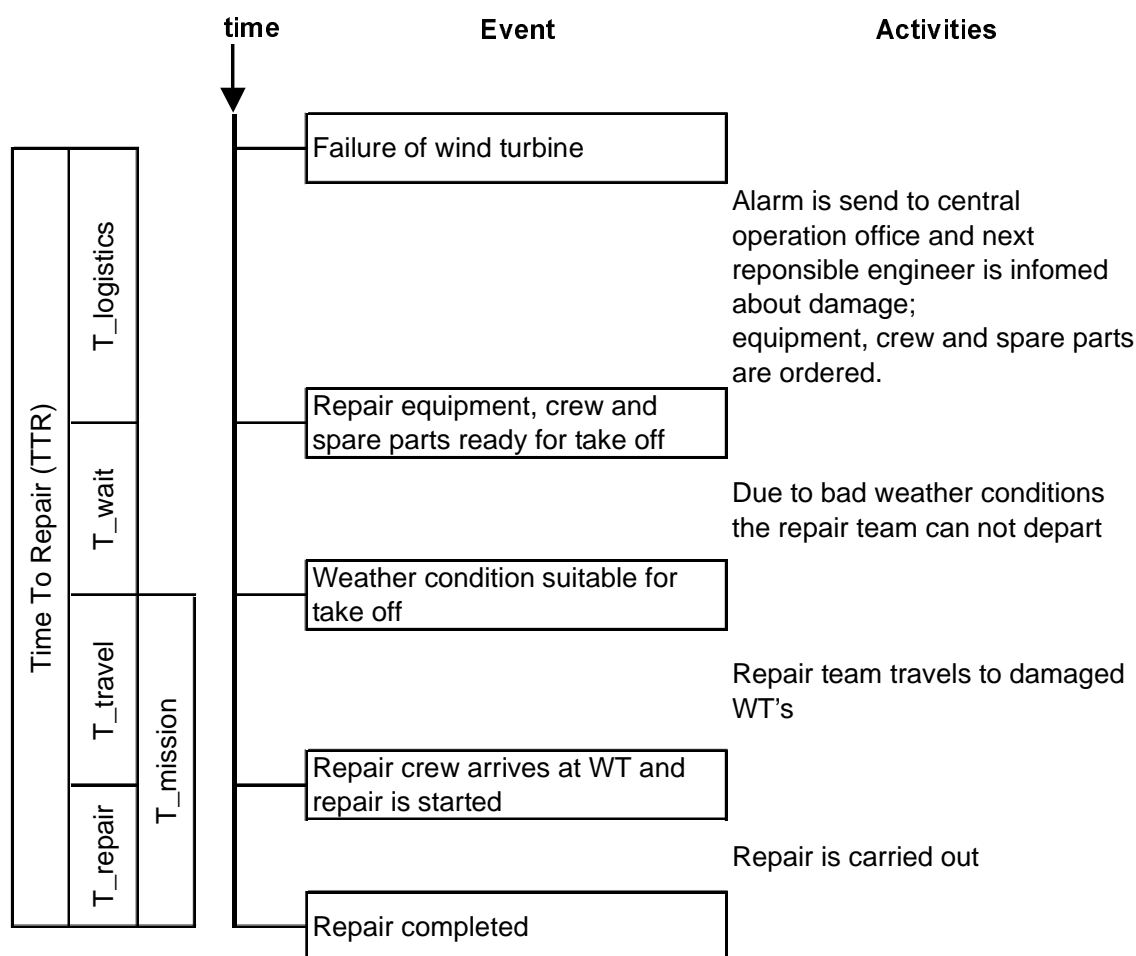 time
Event
Activities
Failure of wind turbine
Alarm is send to central
operation office and next
reponsible engineer is infomed
about damage;
equipment, crew and spare parts
are ordered.
Repair equipment, crew and
spare parts ready for take off
Due to bad weather conditions
the repair team can not depart
Weather condition suitable for
take off
Repair team travels to damaged
WT's
Repair crew arrives at WT and
repair is started
Repair is carried out
Repair completed
Time To Repair (TTR)
T_logistics
T_wait
T_travel
T_repair
T_mission